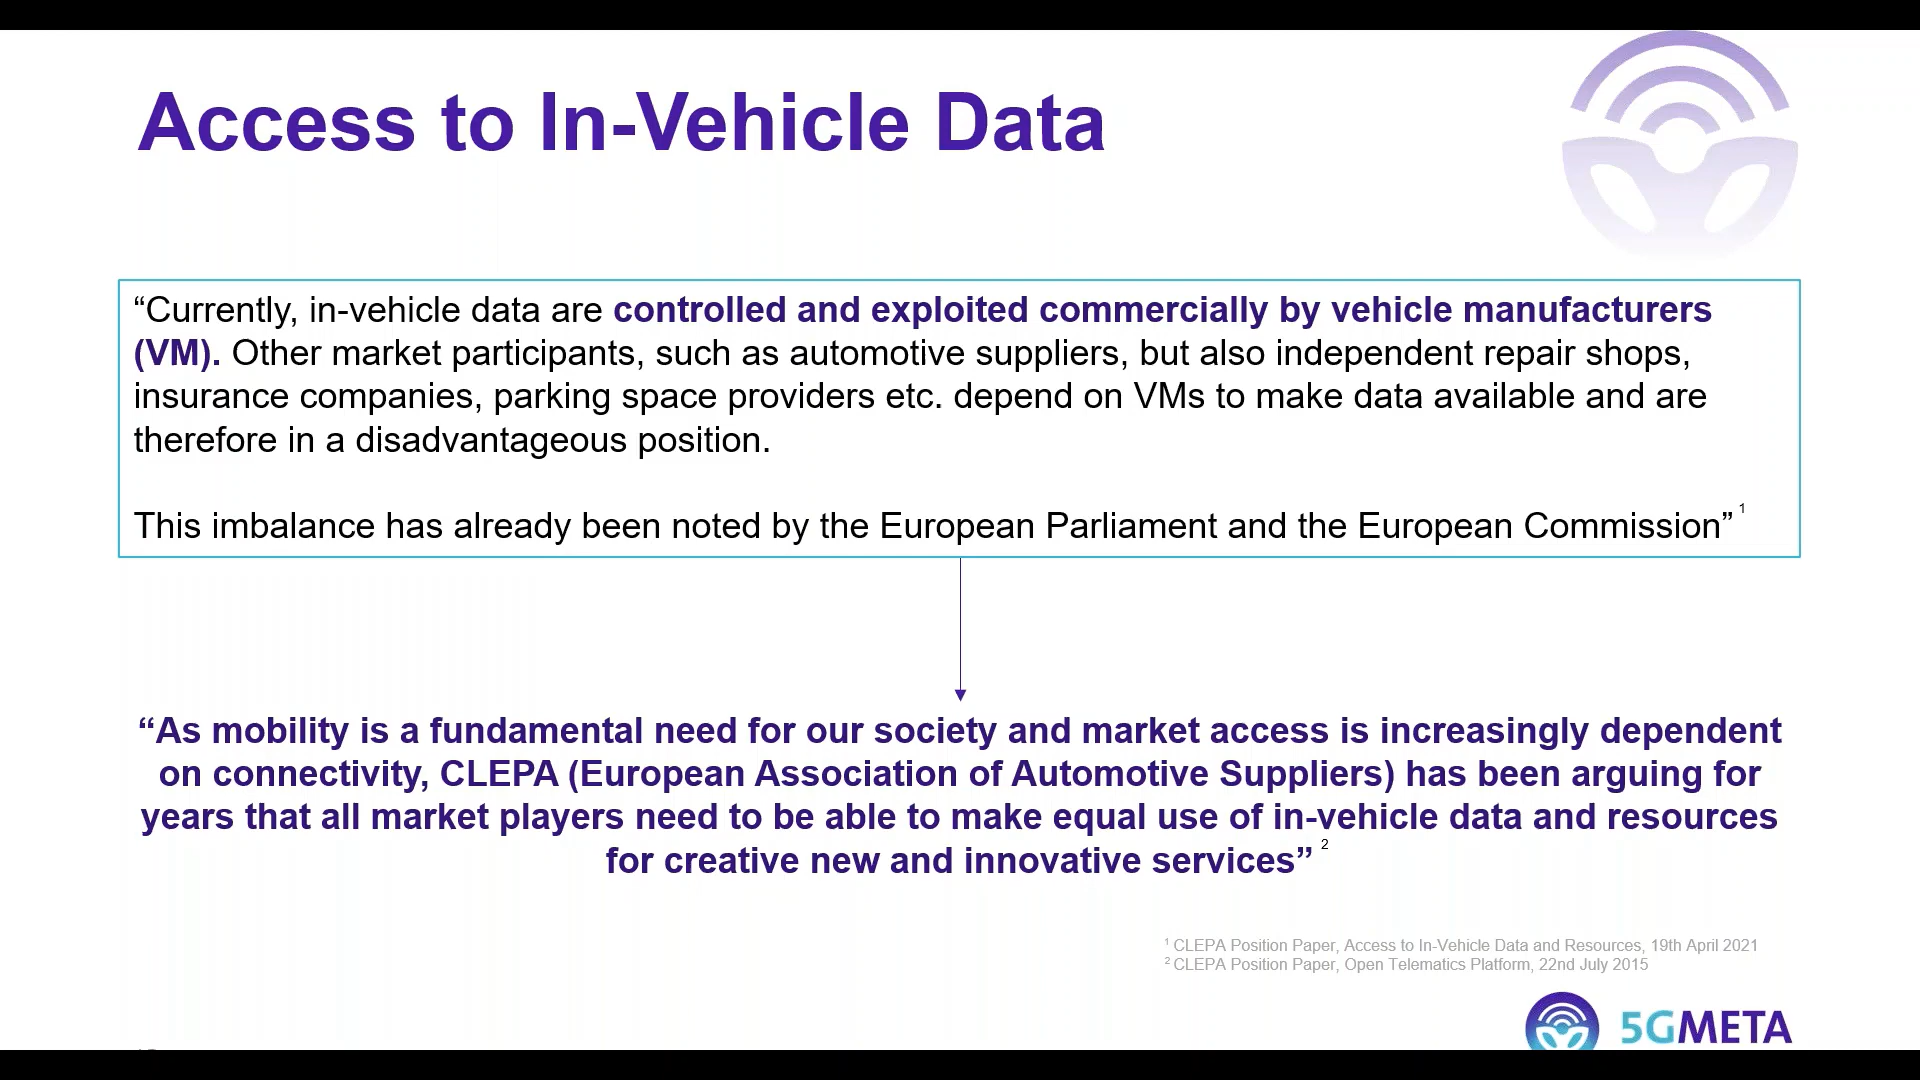 Access to In-Vehicle Data
“Currently, in-vehicle data are controlled and exploited commercially by vehicle manufacturers
(VM). Other market participants, such as automotive suppliers, but also independent repair shops,
insurance companies, parking space providers etc. depend on VMs to make data available and are
therefore in a disadvantageous position.
This imbalance has already been noted by the European Parliament and the European Commission” 1
“As mobility is a fundamental need for our society and market access is increasingly dependent
on connectivity, CLEPA (European Association of Automotive Suppliers) has been arguing for
years that all market players need to be able to make equal use of in-vehicle data and resources
for creative new and innovative services” 2
1 CLEPA Position Paper, Access to In-Vehicle Data and Resources, 19th April 2021
2 CLEPA Position Paper, Open Telematics Platform, 22nd July 2015
5GMETA